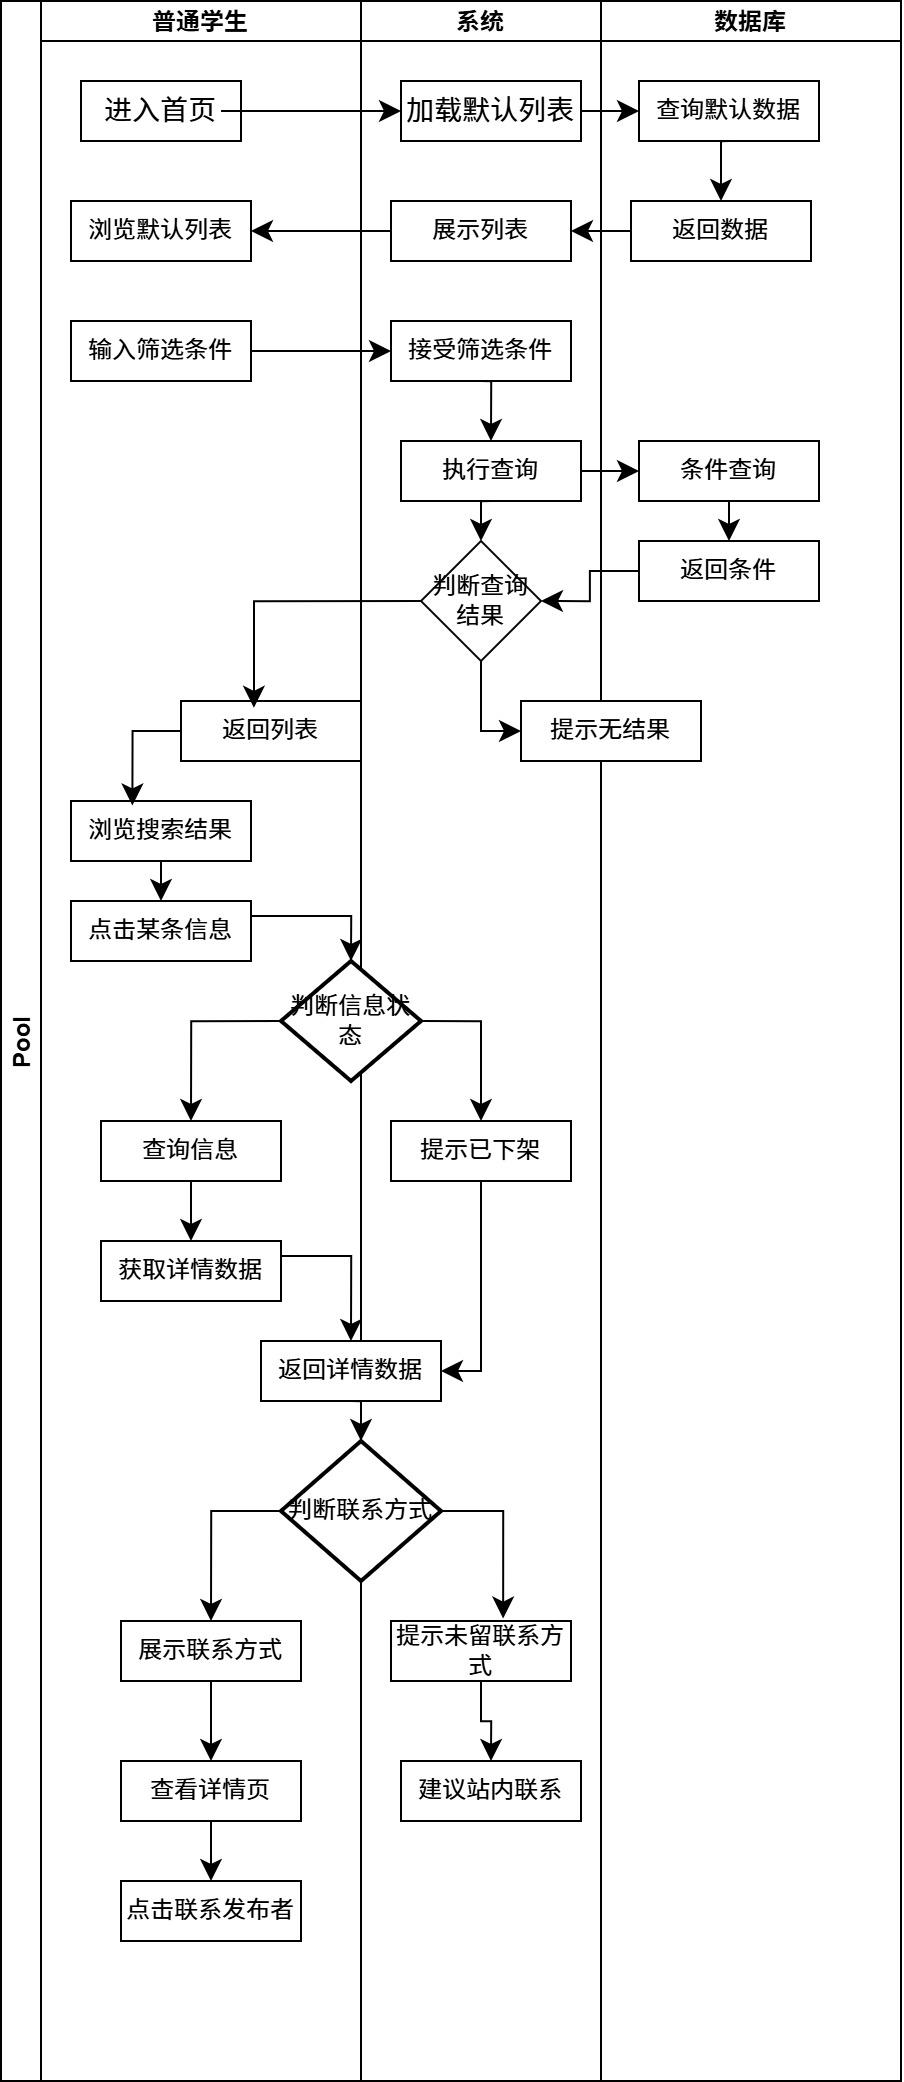 普通学生
系统
数据库
进入首页
加载默认列表
查询默认数据
浏览默认列表
展示列表
返回数据
输入筛选条件
接受筛选条件
执行查询
条件查询
判断查询
结果
返回条件
返回列表
提示无结果
浏览搜索结果
点击某条信息
判断信息状
态
Pool
查询信息
提示已下架
获取详情数据
返回详情数据
判断联系方式
展示联系方式
提示未留联系方
式
查看详情页
建议站内联系
点击联系发布者